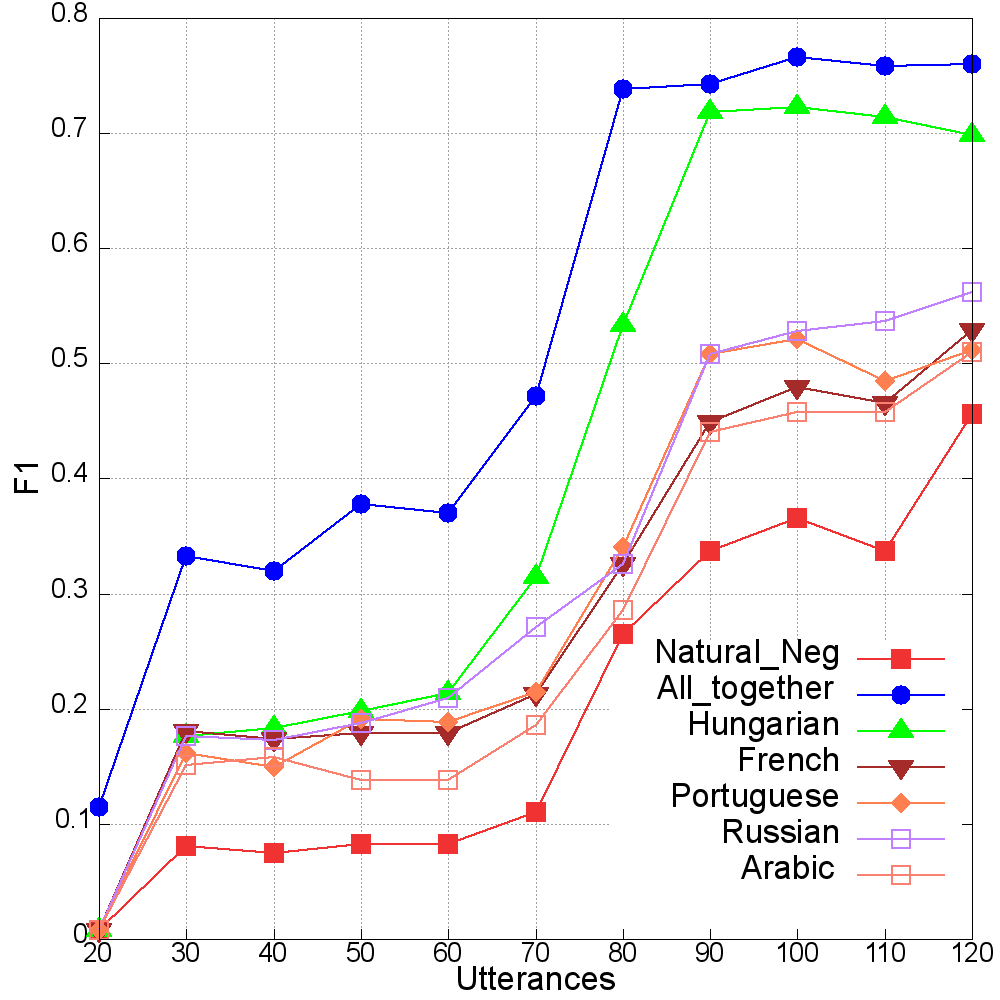 0.8
0.7
0.6
0.5
0.4
0.3
0.2
0.1
0
F1
Natural_Neg
All_together
Hungarian
French
Portuguese
Russian
Arabic
20 30 40 50 60 70 80 90 100 110 120
Utterances